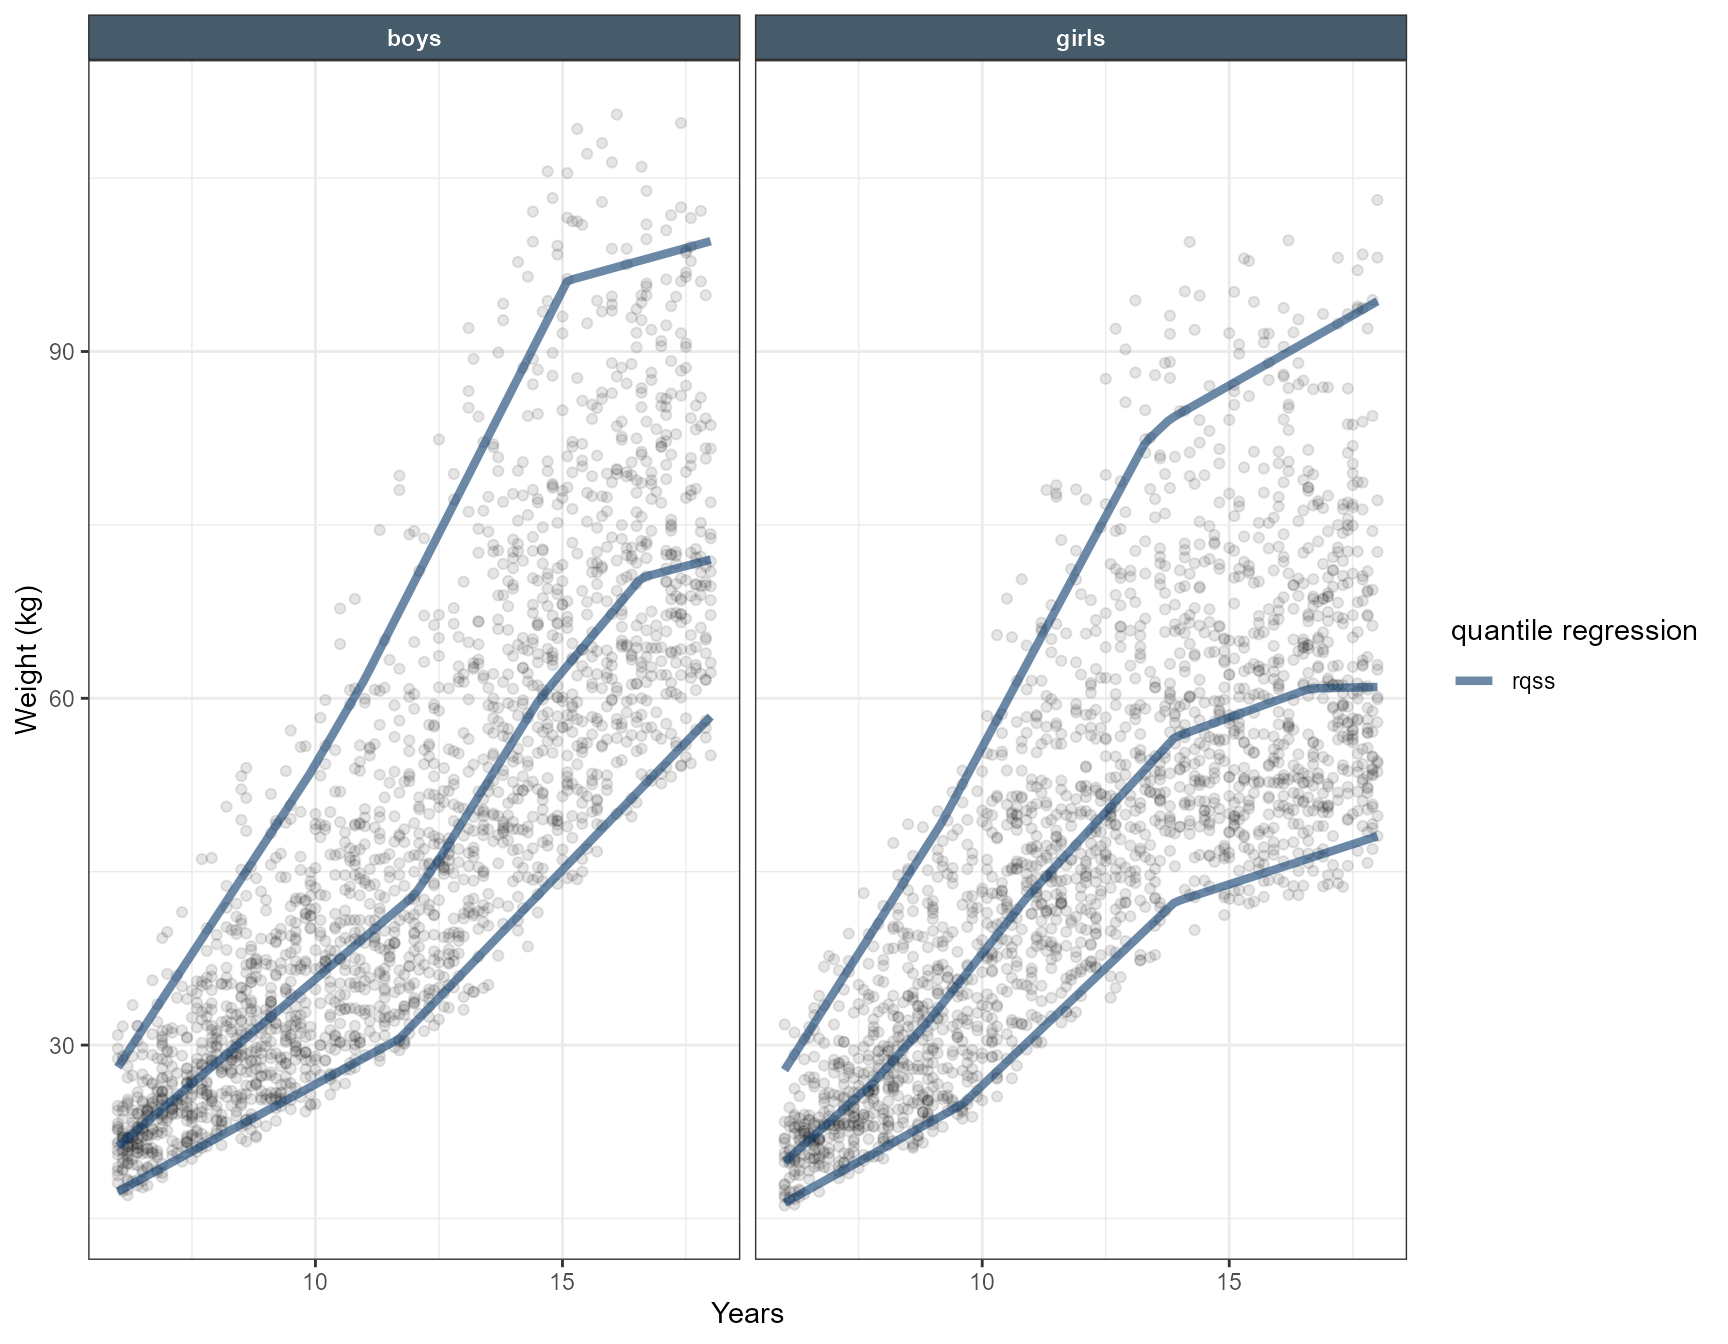 boys
girls
90
60
30
Weight (kg)
10
15
10
15
Years
quantile regression
rqss